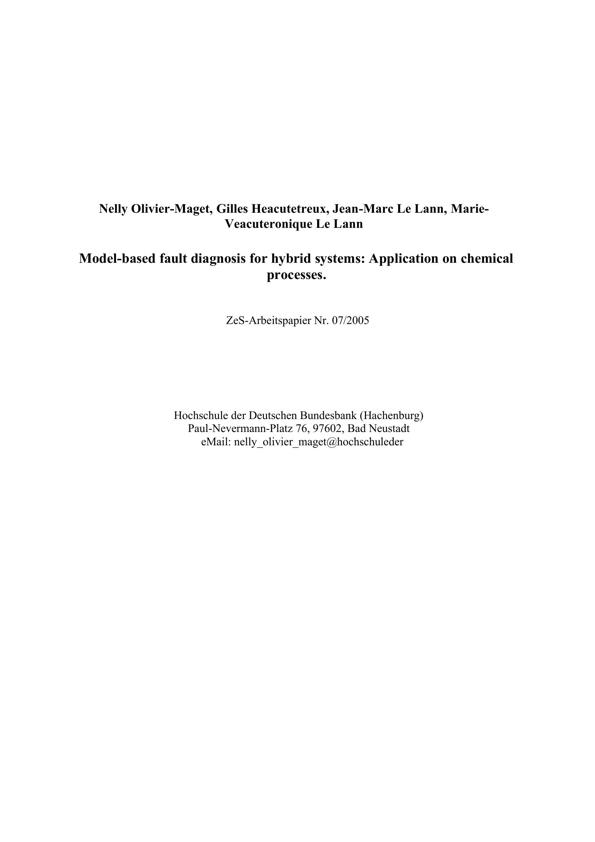 Nelly Olivier-Maget, Gilles Heacutetreux, Jean-Marc Le Lann, Marie-
Veacuteronique Le Lann
Model-based fault diagnosis for hybrid systems: Application on chemical
processes.
ZeS-Arbeitspapier Nr. 07/2005
Hochschule der Deutschen Bundesbank (Hachenburg)
Paul-Nevermann-Platz 76, 97602, Bad Neustadt
eMail: nelly_olivier_maget@hochschuleder